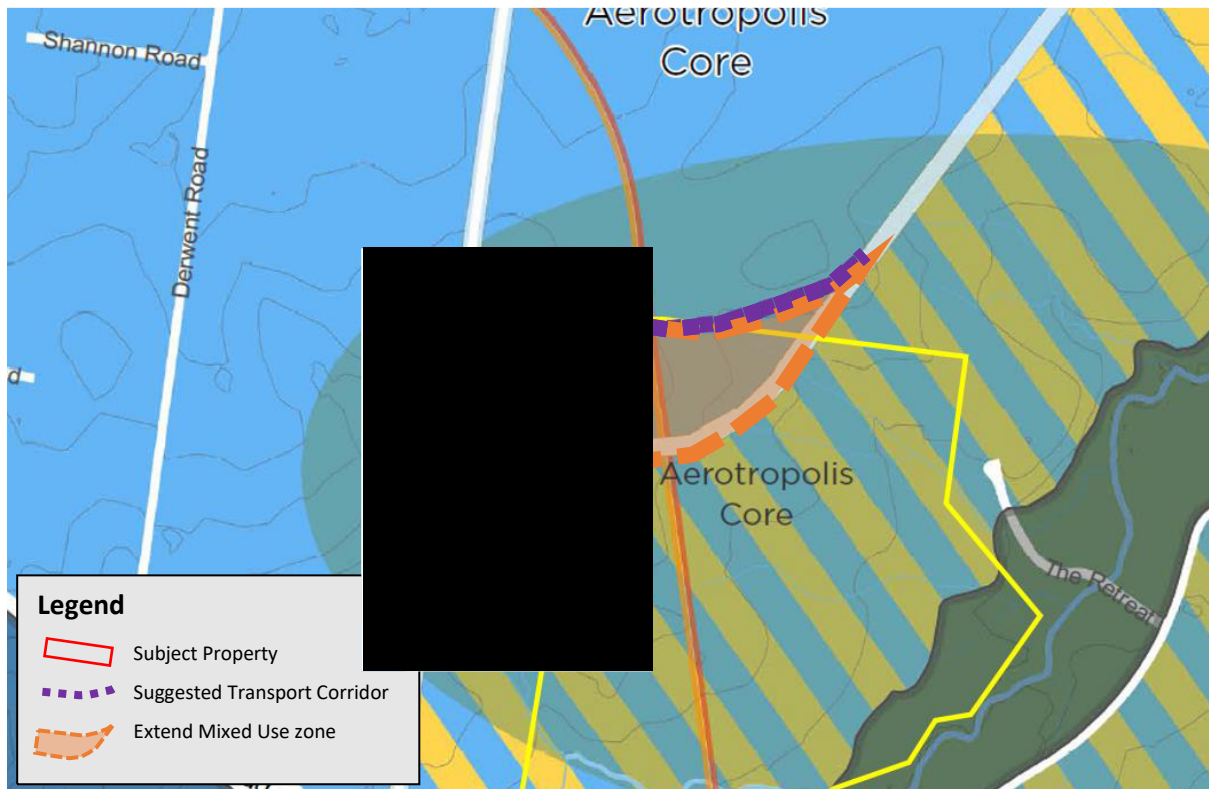 Aerotropolis
Core
Shannon Road
Derwent Road
d
Aerotropolis
Core
The Retreat
Legend
Subject Property
Suggested Transport Corridor
Extend Mixed Use zone